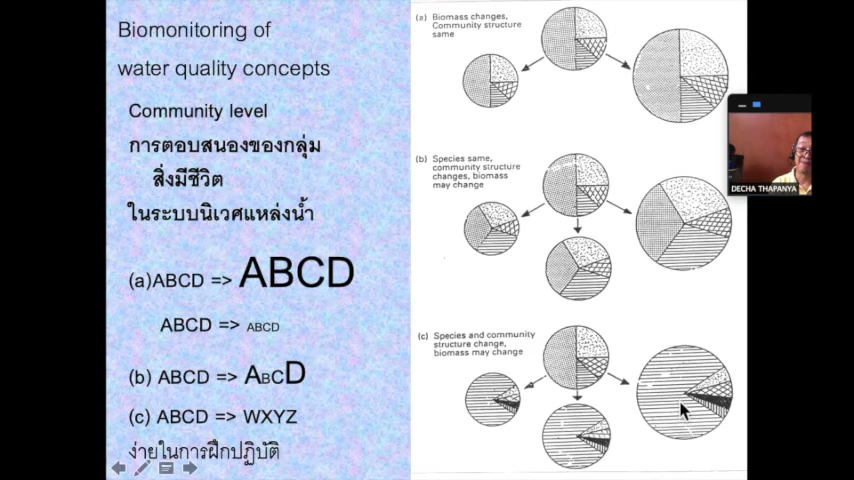 Biomonitoring of
water quality concepts
Community level
การตอบสนองของกลุ่ม
สิ่งมีชีวิต
ในระบบนิเวศแหล่งน้ำ
(a)ABCD => ABCD
ABCD => ABCD
(b) ABCD => ABCD
(c) ABCD => WXYZ
ง่ายในการฝึกปฏิบัติ
(a) Biomass changes,
Community structure
same
(b) Species same,
community structure
changes, biomass
may change
(c) Species and community
structure change,
biomass may change
DECHA THAPANYA